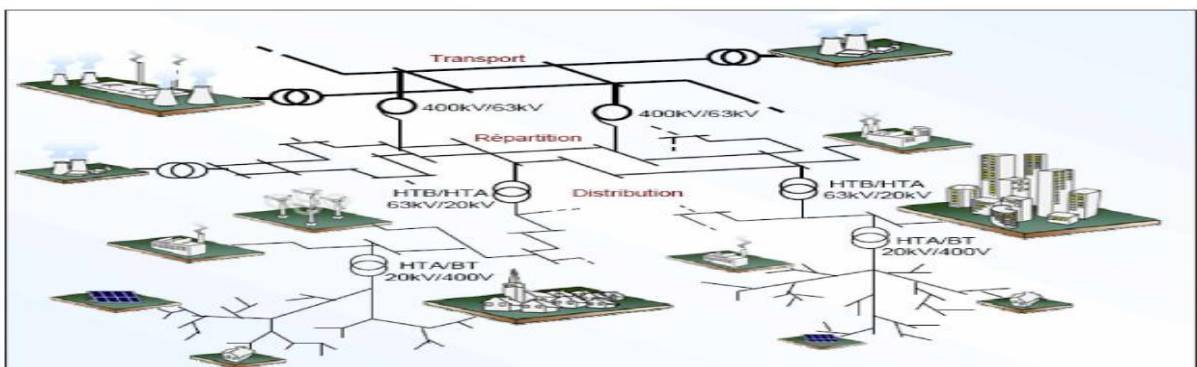 Transport
400kV/63kV
400kV/63kV
Répartition
HTB/HTA
63kV/20kV
Distribution
HTB/HTA
63kV/20kV
HTA/BT
20kV/400V
HTA/BT
20kV/400V